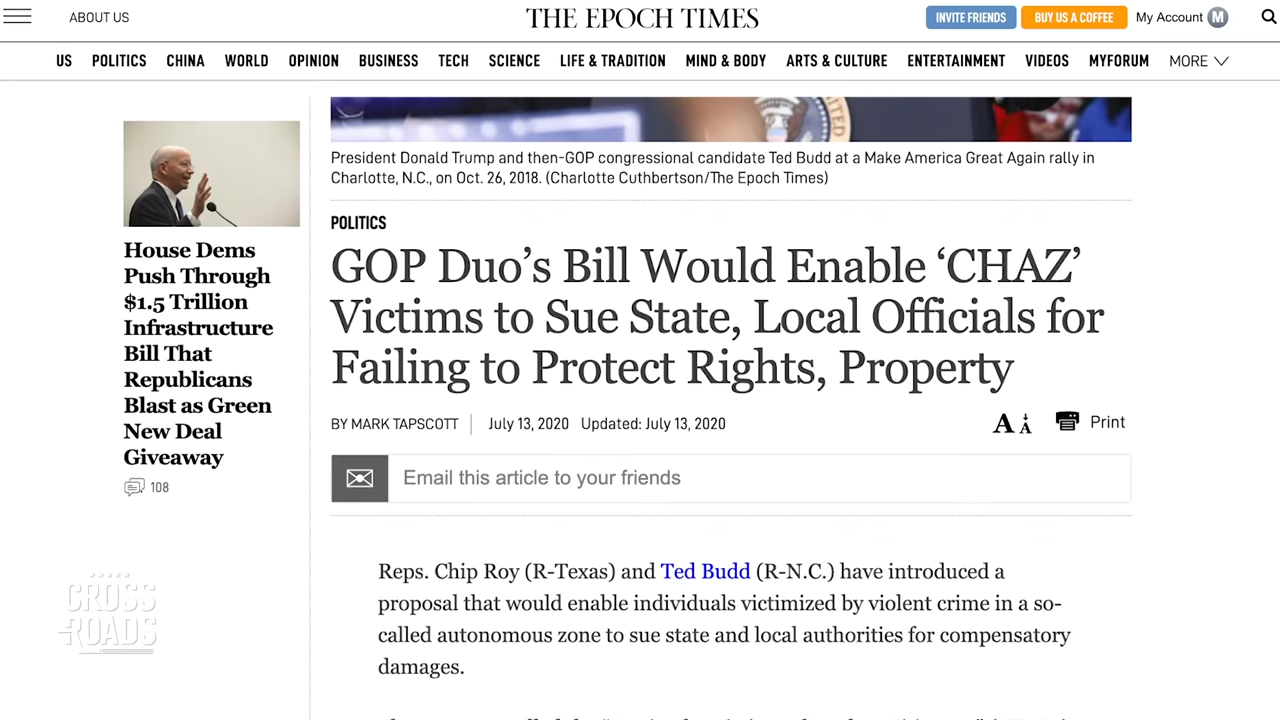 ABOUT US
THE EPOCH TIMES
INVITE FRIENDS
BUY US A COFFEE
My Account M
US POLITICS CHINA WORLD OPINION BUSINESS TECH SCIENCE LIFE & TRADITION MIND & BODY ARTS & CULTURE ENTERTAINMENT VIDEOS MYFORUM MORE
House Dems
Push Through
$1.5 Trillion
Infrastructure
Bill That
Republicans
Blast as Green
New Deal
Giveaway
108
President Donald Trump and then-GOP congressional candidate Ted Budd at a Make America Great Again rally in
Charlotte, N.C., on Oct. 26, 2018. (Charlotte Cuthbertson/The Epoch Times)
POLITICS
GOP Duo’s Bill Would Enable ‘CHAZ’
Victims to Sue State, Local Officials for
Failing to Protect Rights, Property
BY MARK TAPSCOTT July 13, 2020 Updated: July 13, 2020
A A Print
Email this article to your friends
Reps. Chip Roy (R-Texas) and Ted Budd (R-N.C.) have introduced a
proposal that would enable individuals victimized by violent crime in a so-
called autonomous zone to sue state and local authorities for compensatory
damages.
CROSS
ROADS